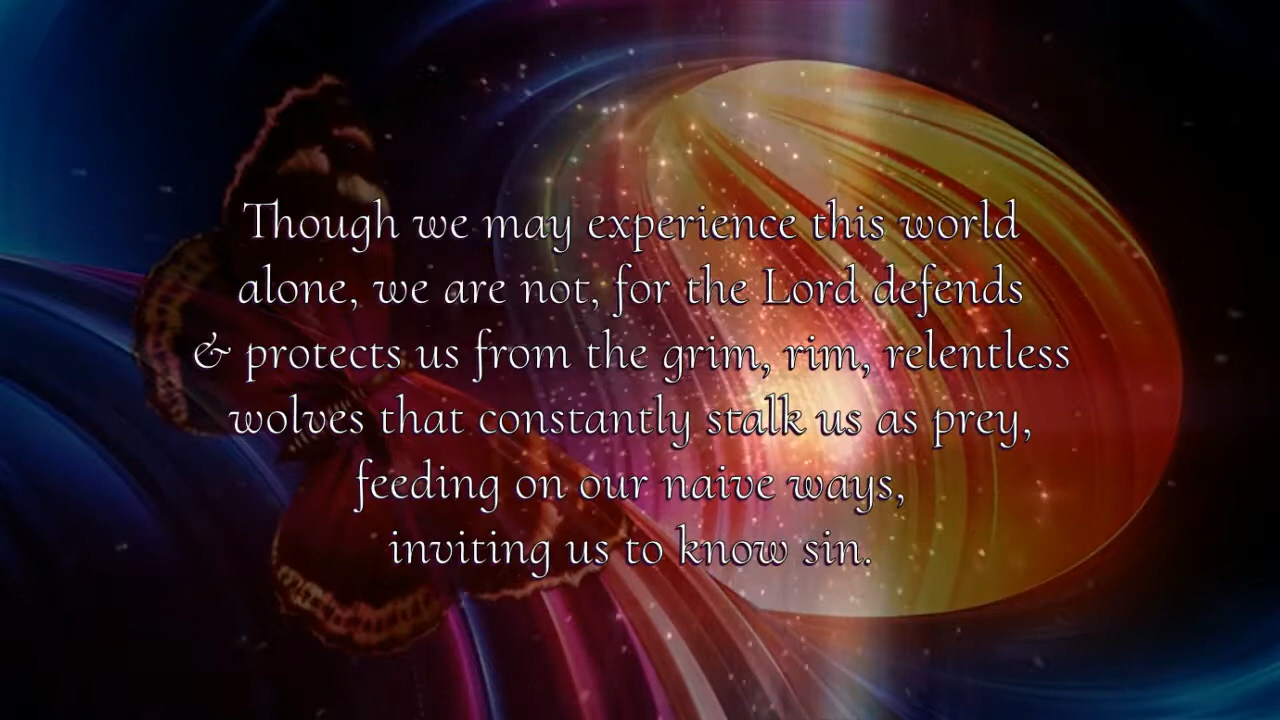 Though we may experience this world
alone, we are not, for the Lord defends
& protects us from the grim, rim, relentless
wolves that constantly stalk us as prey,
feeding on our naive ways,
inviting us to know sin.